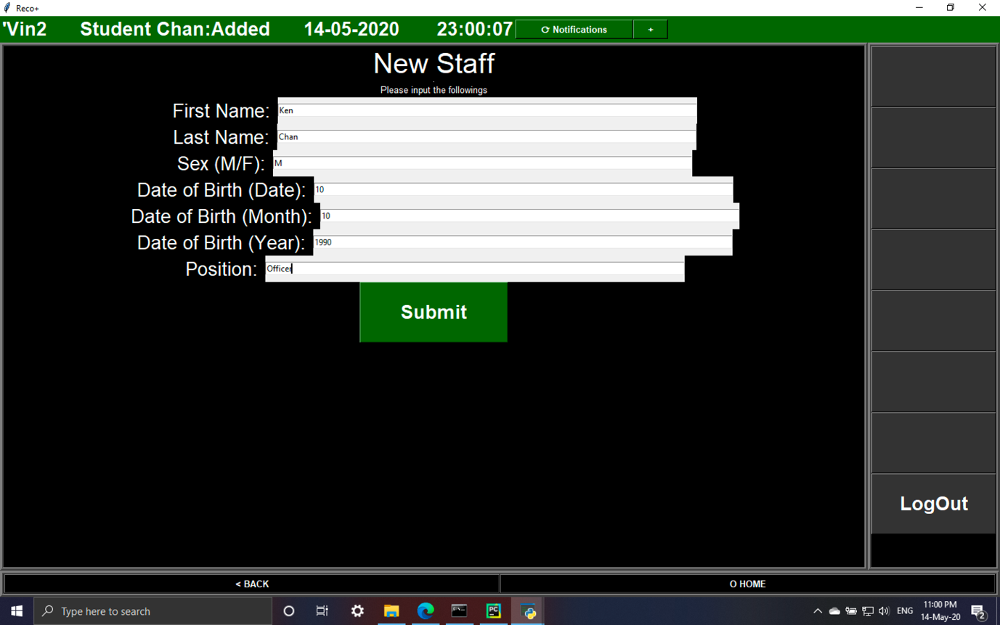 Reco+
'Vin2 Student Chan:Added 14-05-2020 23:00:07 Notifications +
New Staff
Please input the followings
First Name: Ken
Last Name: Chan
Sex (M/F): M
Date of Birth (Date): 10
Date of Birth (Month): 10
Date of Birth (Year): 1990
Position: Officer
Submit
LogOut
< BACK O HOME
Type here to search PC ENG 11:00 PM 2
14-May-20